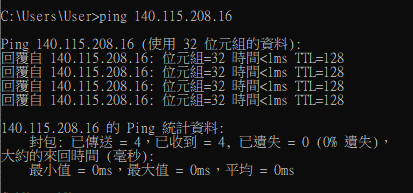 C:\Users\User>ping 140.115.208.16
Ping 140.115.208.16 (使用 32 位元組的資料):
回覆自 140.115.208.16: 位元組=32 時間<1ms TTL=128
回覆自 140.115.208.16: 位元組=32 時間<1ms TTL=128
回覆自 140.115.208.16: 位元組=32 時間<1ms TTL=128
回覆自 140.115.208.16: 位元組=32 時間<1ms TTL=128
140.115.208.16 的 Ping 統計資料:
封包: 已傳送 = 4，已收到 = 4, 已遺失 = 0 (0% 遺失)，
大約的來回時間 (毫秒):
最小值 = 0ms，最大值 = 0ms，平均 = 0ms